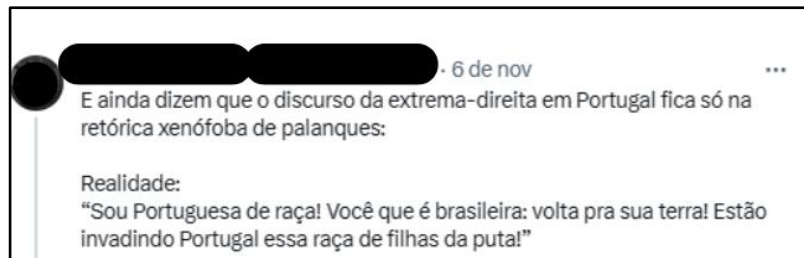 · 6 de nov ···
E ainda dizem que o discurso da extrema-direita em Portugal fica só na
retórica xenófoba de palanques:
Realidade:
“Sou Portuguesa de raça! Você que é brasileira: volta pra sua terra! Estão
invadindo Portugal essa raça de filhas da puta!”